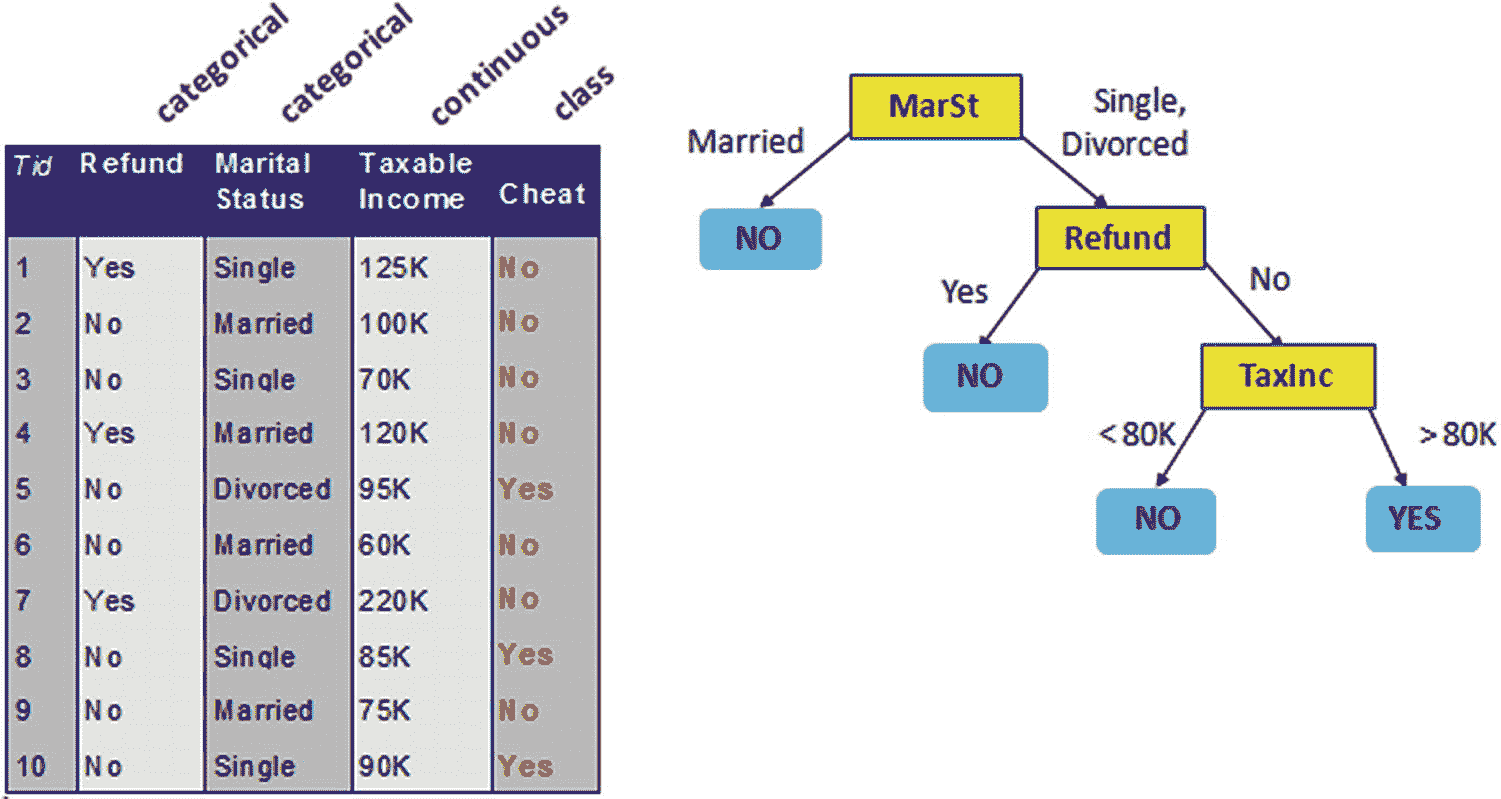 categorical categorical continuous class
Tid Refund Marital Status Taxable Income Cheat
1 Yes Single 125K No
2 No Married 100K No
3 No Single 70K No
4 Yes Married 120K No
5 No Divorced 95K Yes
6 No Married 60K No
7 Yes Divorced 220K No
8 No Single 85K Yes
9 No Married 75K No
10 No Single 90K Yes
MarSt
Married
Single,
Divorced
NO
Refund
Yes
No
NO
TaxInc
< 80K
> 80K
NO
YES